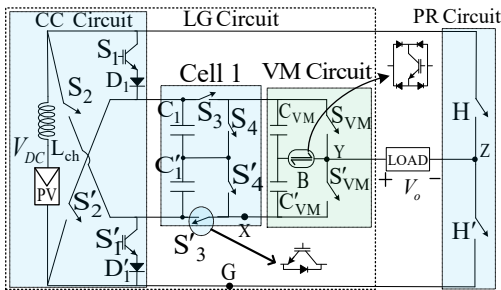 CC Circuit LG Circuit PR Circuit
S1 Cell 1 VM Circuit
D1
S2 C1 S3 S4 CVM SVM H
VDC Lch Y Z
PV C'1 B LOAD
S'2 S'4 C'VM S'VM + Vo −
S'1 X H'
D'1 S'3
G